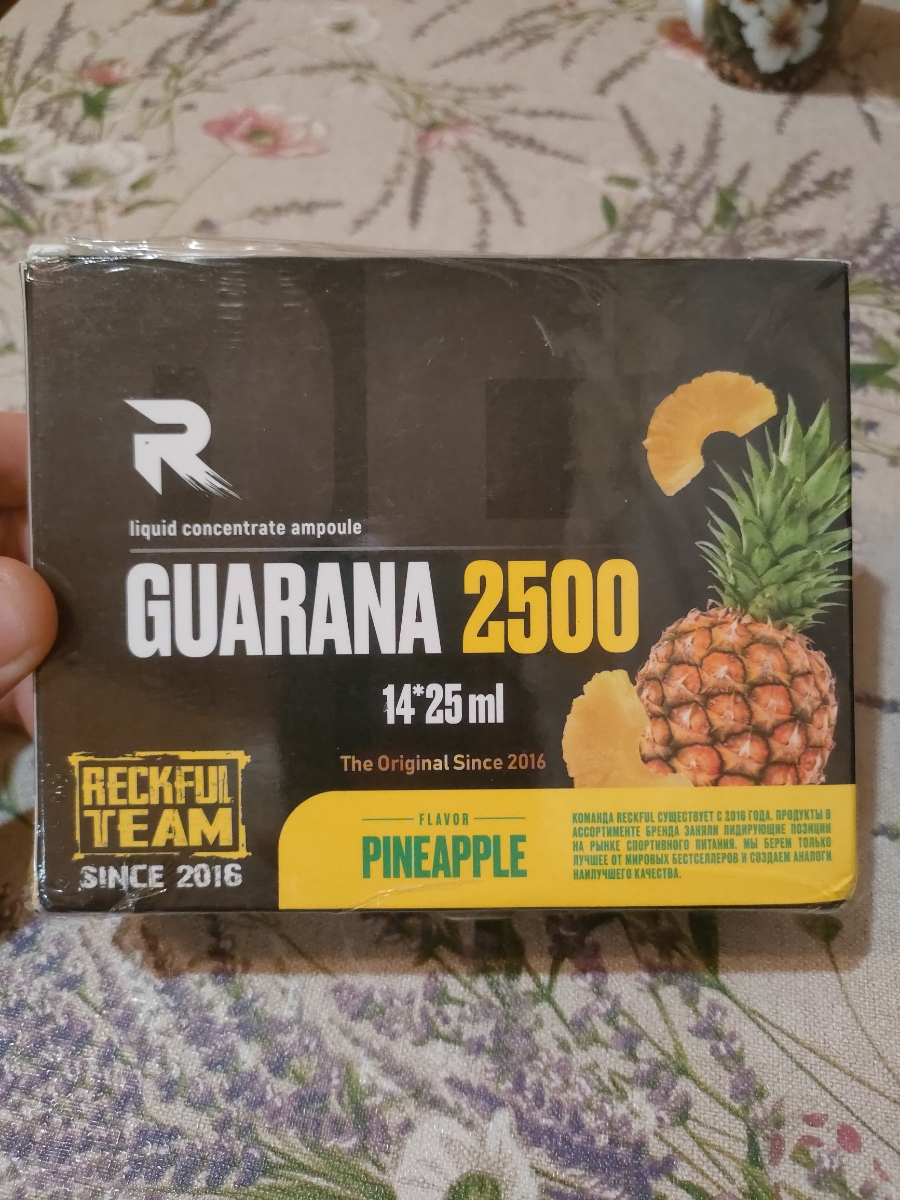 R
liquid concentrate ampoule
GUARANA 2500
14*25 ml
The Original Since 2016
RECKFUL
TEAM
SINCE 2016
FLAVOR
PINEAPPLE
КОМАНДА RECKFUL СУЩЕСТВУЕТ С 2016 ГОДА. ПРОДУКТЫ В
АССОРТИМЕНТЕ БРЕНДА ЗАНЯЛИ ЛИДИРУЮЩИЕ ПОЗИЦИИ
НА РЫНКЕ СПОРТИВНОГО ПИТАНИЯ. МЫ БЕРЕМ ТОЛЬКО
ЛУЧШЕЕ ОТ МИРОВЫХ БЕСТСЕЛЛЕРОВ И СОЗДАЕМ АНАЛОГИ
НАИЛУЧШЕГО КАЧЕСТВА.